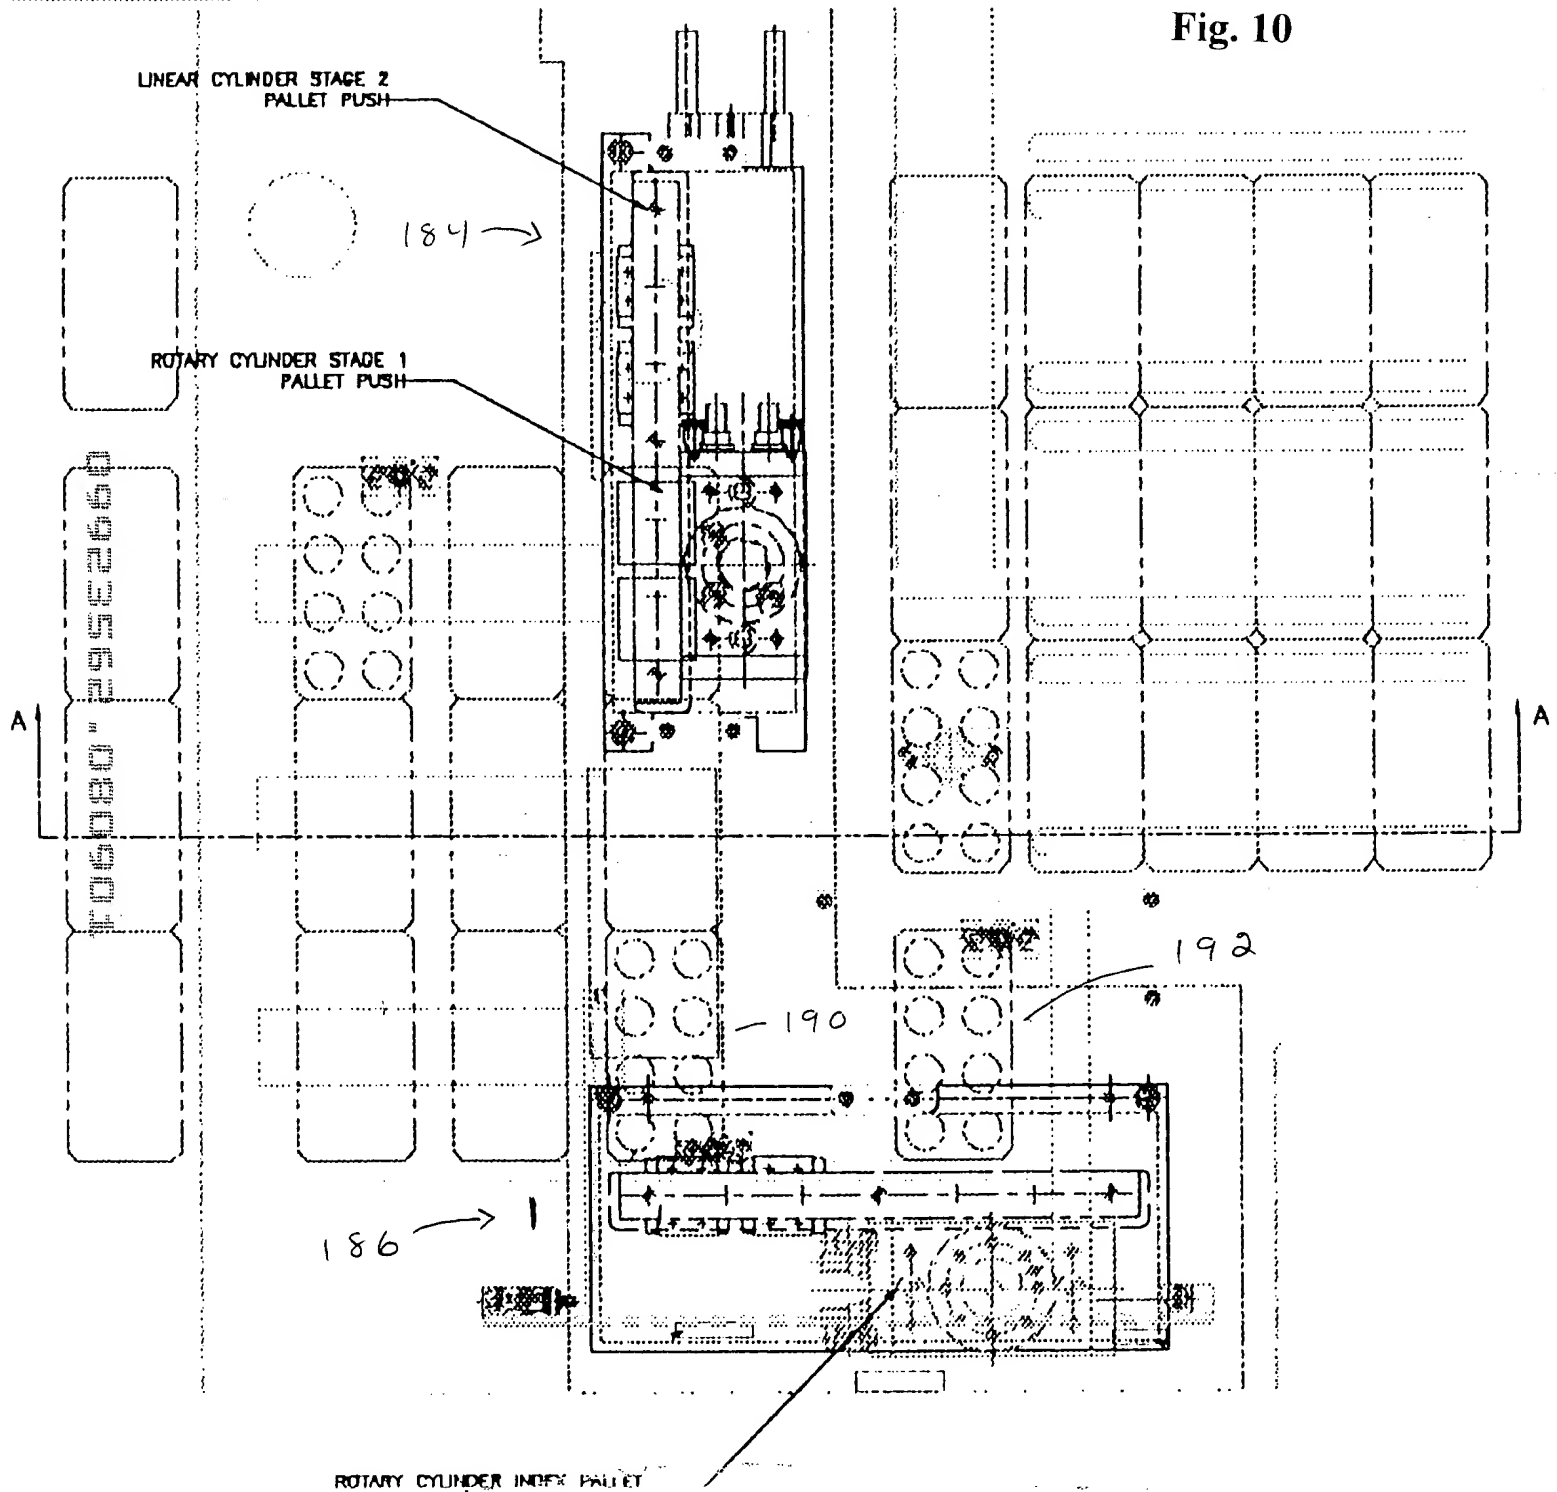 Fig. 10
LINEAR CYLINDER STAGE 2
PALLET PUSH
184
ROTARY CYLINDER STAGE 1
PALLET PUSH
A
A
192
190
186
ROTARY CYLINDER INDEX PALLET